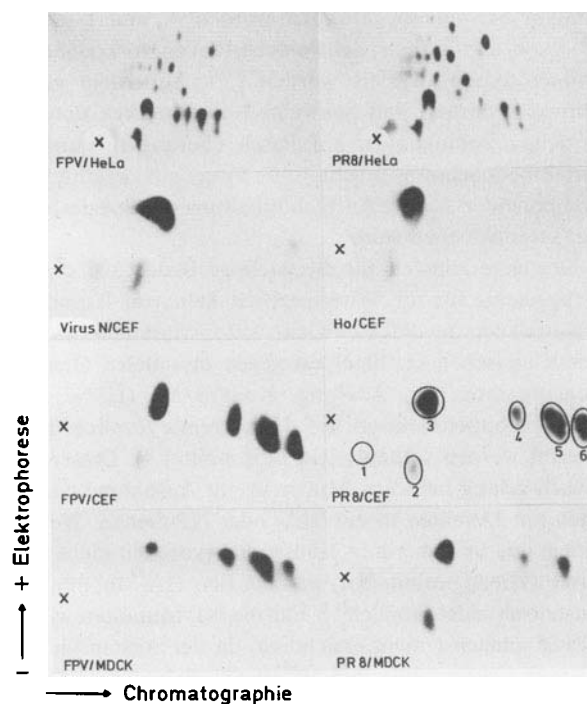 x x
FPV/HeLa PR8/HeLa
x x
Virus N/CEF Ho/CEF
x x 3 4 5 6
1 2
FPV/CEF PR8/CEF
x x
FPV/MDCK PR 8/MDCK
− → + Elektrophorese
→ Chromatographie